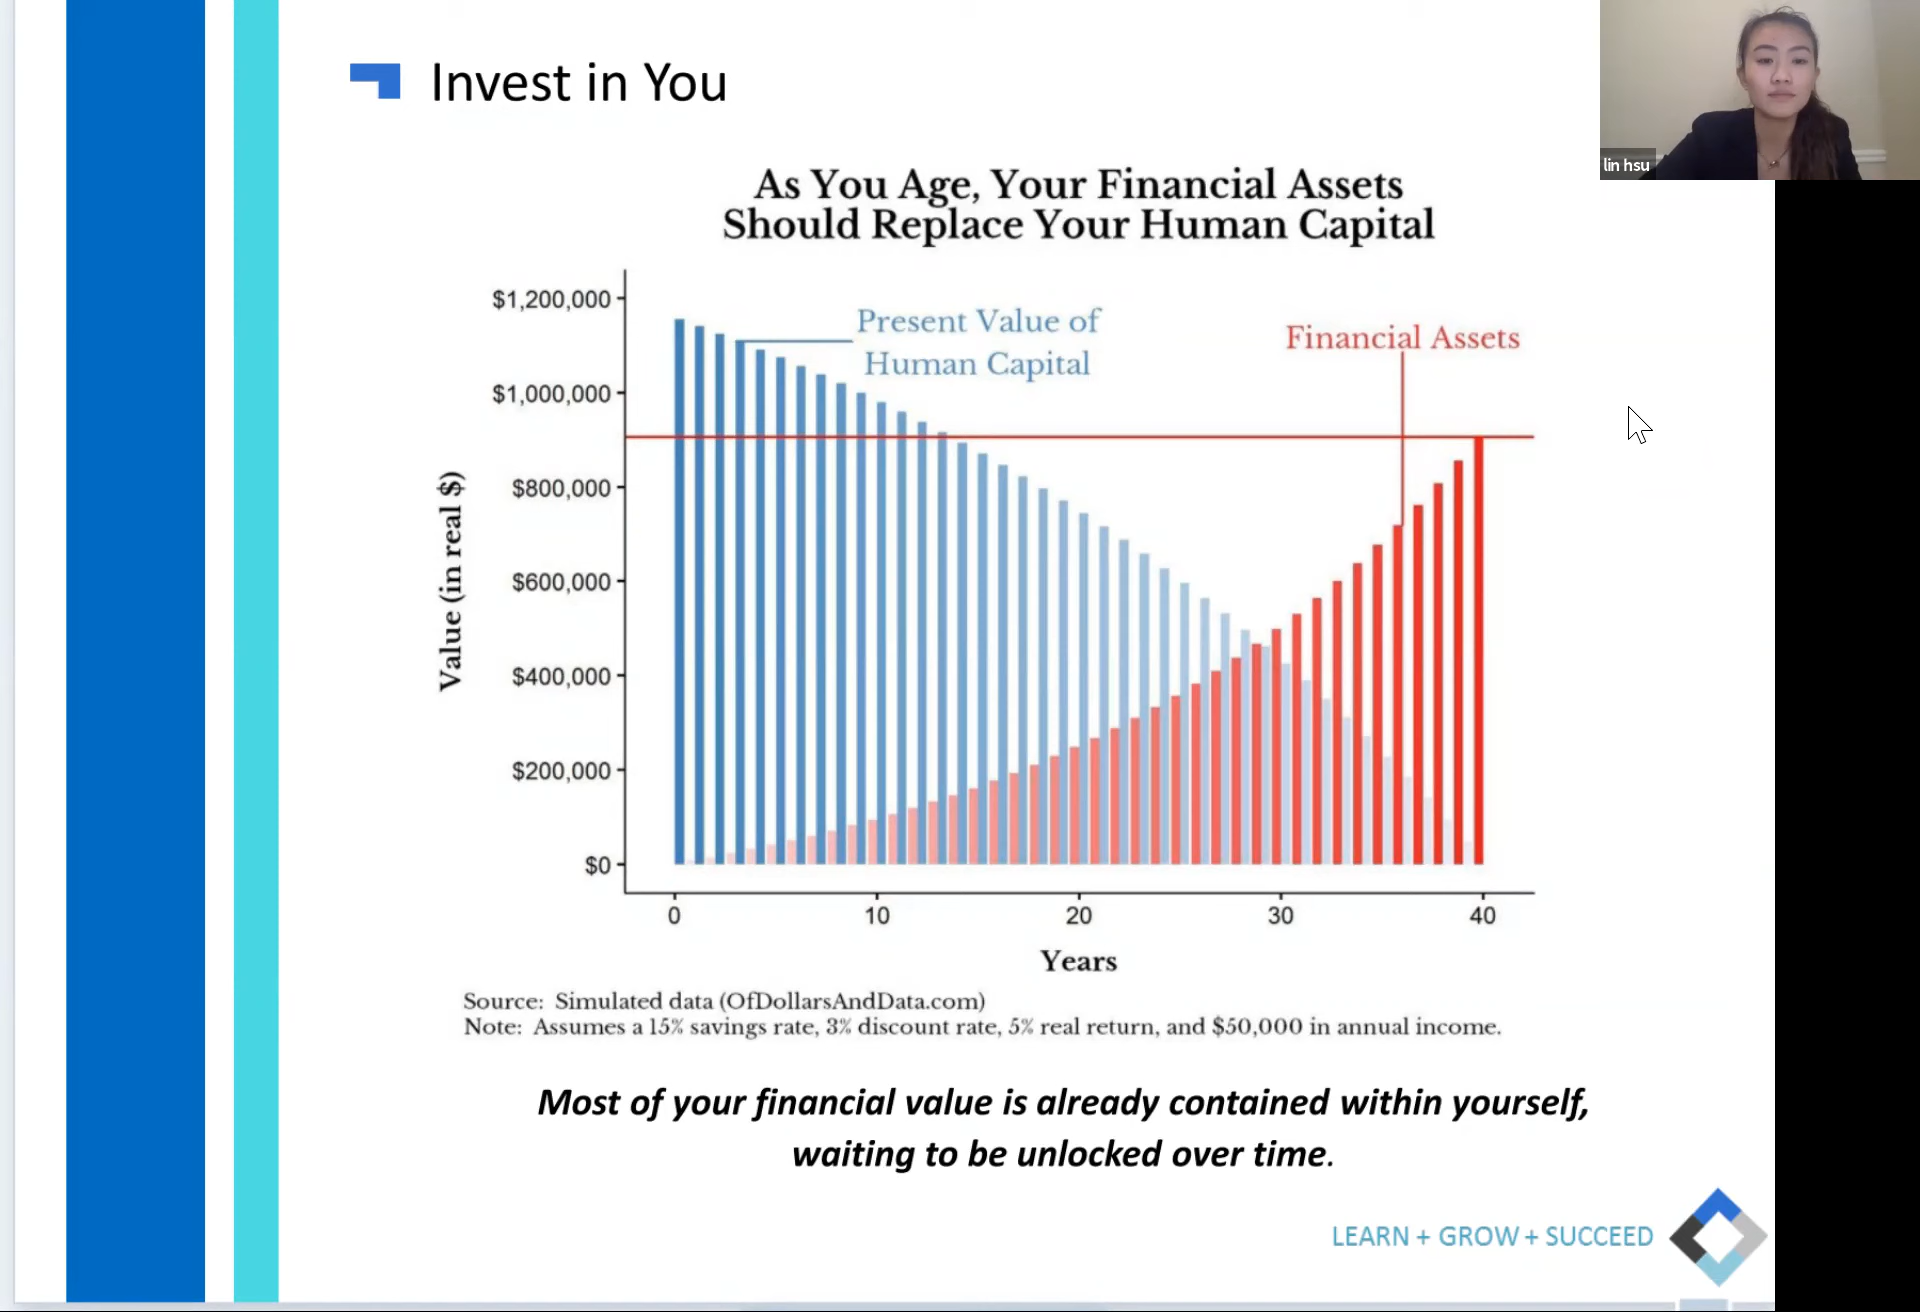 Invest in You
lin hsu
As You Age, Your Financial Assets
Should Replace Your Human Capital
$1,200,000
$1,000,000
$800,000
$600,000
$400,000
$200,000
$0
Value (in real $)
Present Value of
Human Capital
Financial Assets
0 10 20 30 40
Years
Source: Simulated data (OfDollarsAndData.com)
Note: Assumes a 15% savings rate, 3% discount rate, 5% real return, and $50,000 in annual income.
Most of your financial value is already contained within yourself,
waiting to be unlocked over time.
LEARN + GROW + SUCCEED